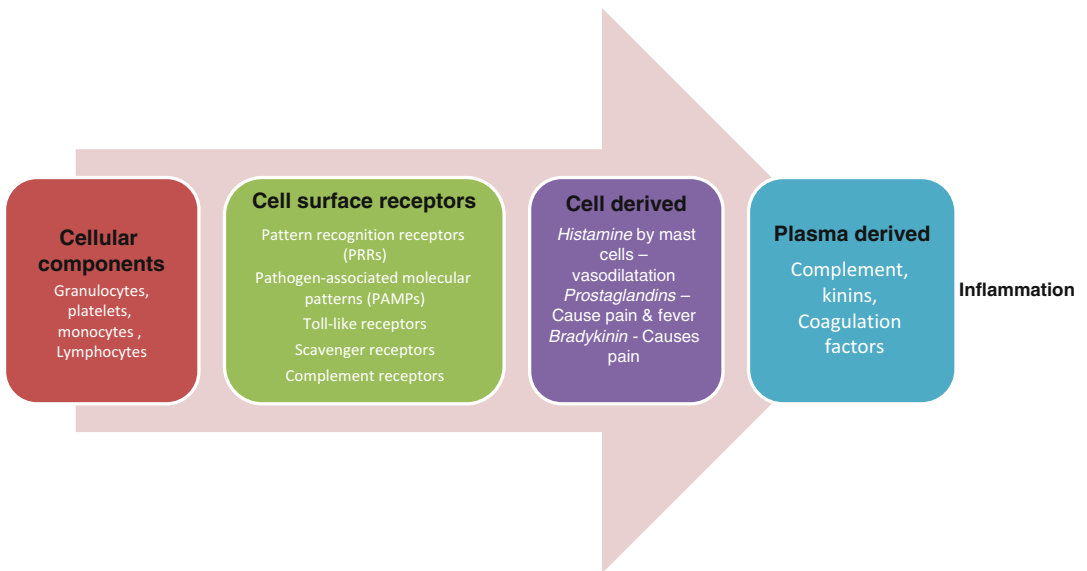 Cellular
components
Granulocytes,
platelets,
monocytes ,
Lymphocytes
Cell surface receptors
Pattern recognition receptors
(PRRs)
Pathogen-associated molecular
patterns (PAMPs)
Toll-like receptors
Scavenger receptors
Complement receptors
Cell derived
Histamine by mast
cells –
vasodilatation
Prostaglandins –
Cause pain & fever
Bradykinin - Causes
pain
Plasma derived
Complement,
kinins,
Coagulation
factors
Inflammation